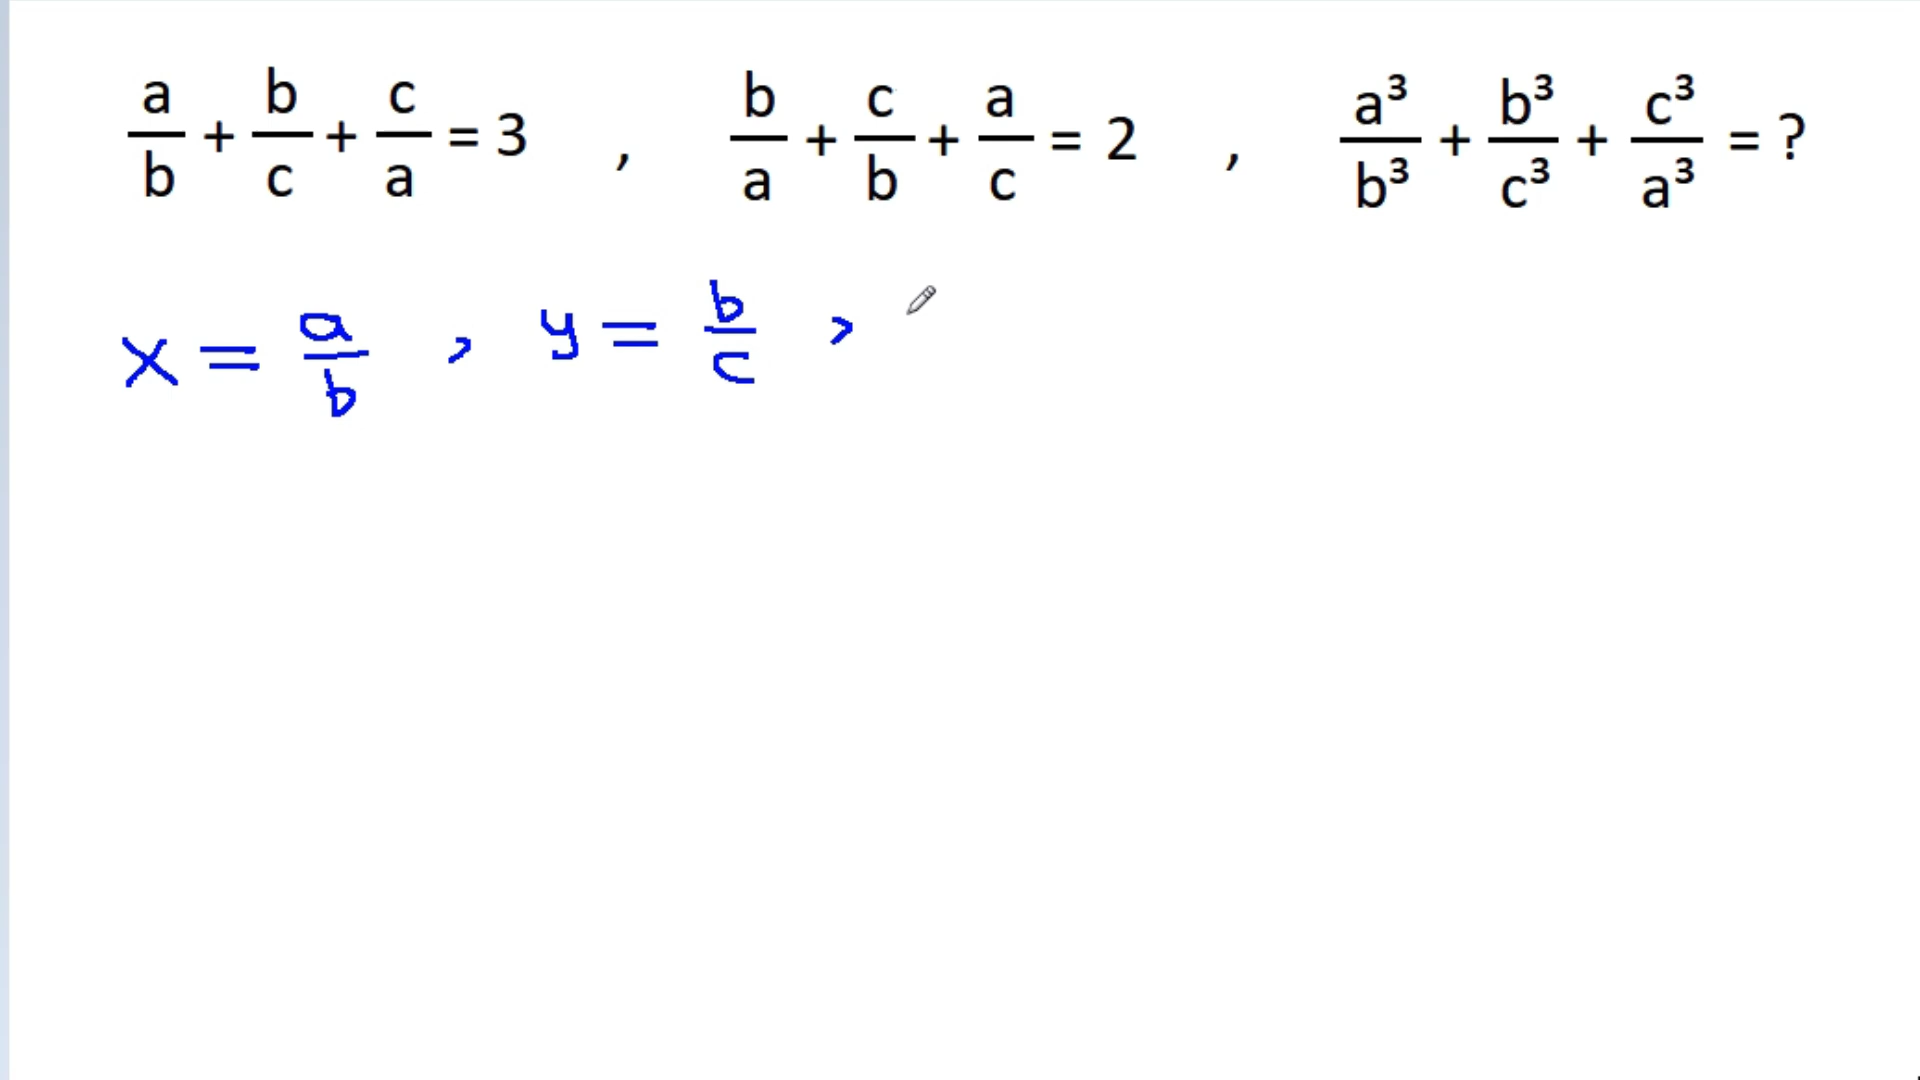 a/b + b/c + c/a = 3 , b/a + c/b + a/c = 2 , a³/b³ + b³/c³ + c³/a³ = ?
x = a/b , y = b/c ,